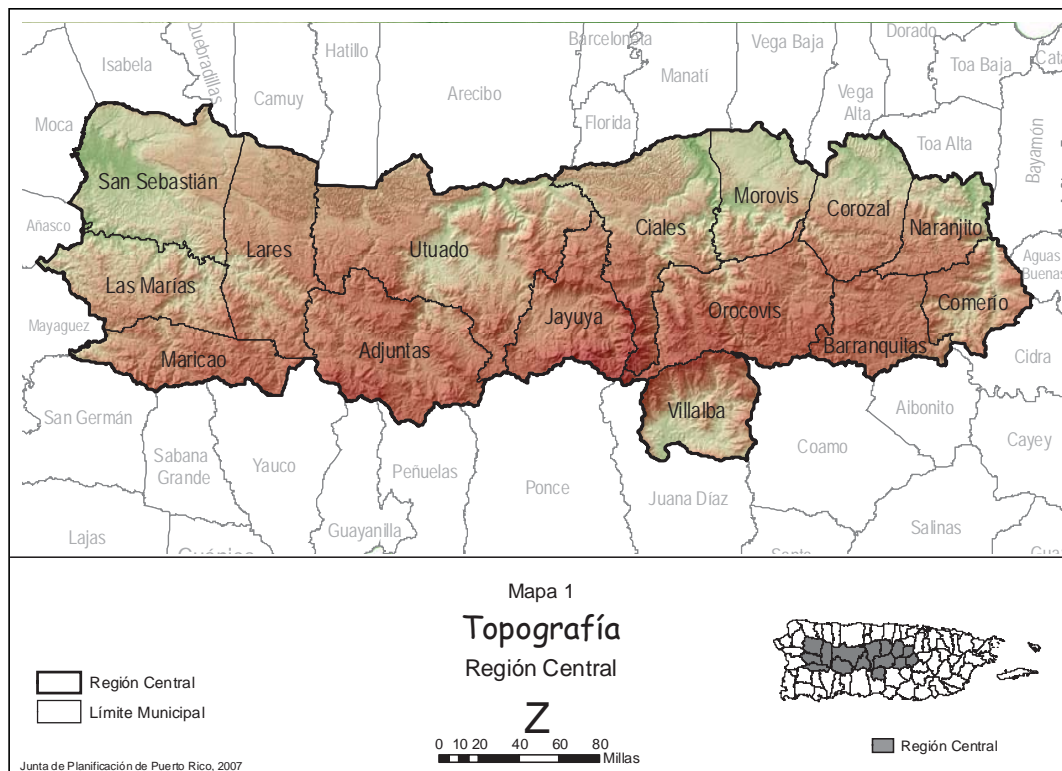 Isabela
Quebradillas
Camuy
Hatillo
Arecibo
Barceloneta
Florida
Manatí
Vega Baja
Vega
Alta
Dorado
Toa Baja
Toa Alta
Bayamón
Moca
Añasco
Mayaguez
San Sebastián
Lares
Utuado
Ciales
Morovis
Corozal
Naranjito
Las Marías
Maricao
Adjuntas
Jayuya
Orocovis
Barranquitas
Comerío
Villalba
Aguas
Buenas
Cidra
Aibonito
Cayey
Coamo
Salinas
San Germán
Sabana
Grande
Yauco
Peñuelas
Guayanilla
Ponce
Juana Díaz
Lajas
Mapa 1
Topografía
Región Central
Z
0 10 20 40 60 80
Millas
Región Central
Límite Municipal
Región Central
Junta de Planificación de Puerto Rico, 2007